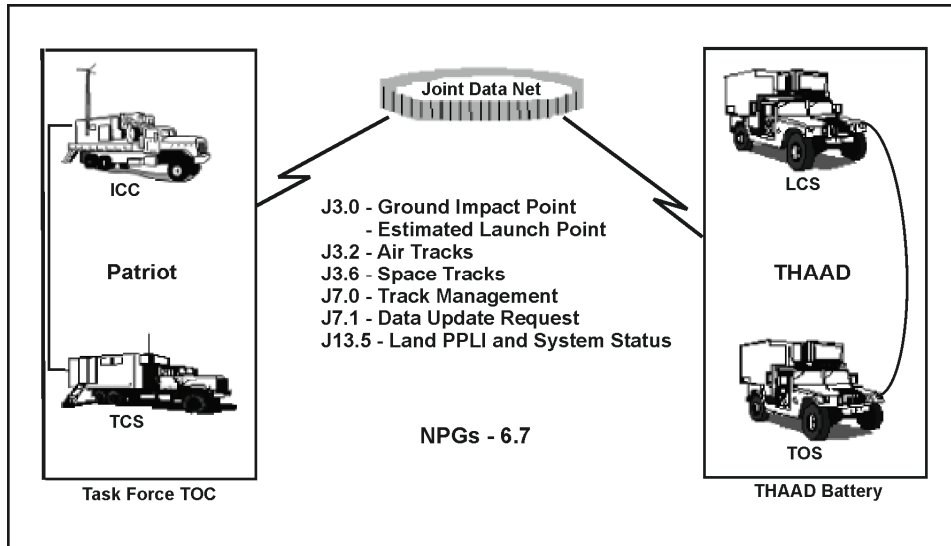 Joint Data Net
ICC
LCS
J3.0 - Ground Impact Point
- Estimated Launch Point
J3.2 - Air Tracks
J3.6 - Space Tracks
J7.0 - Track Management
J7.1 - Data Update Request
J13.5 - Land PPLI and System Status
Patriot
THAAD
TCS
TOS
NPGs - 6.7
Task Force TOC
THAAD Battery